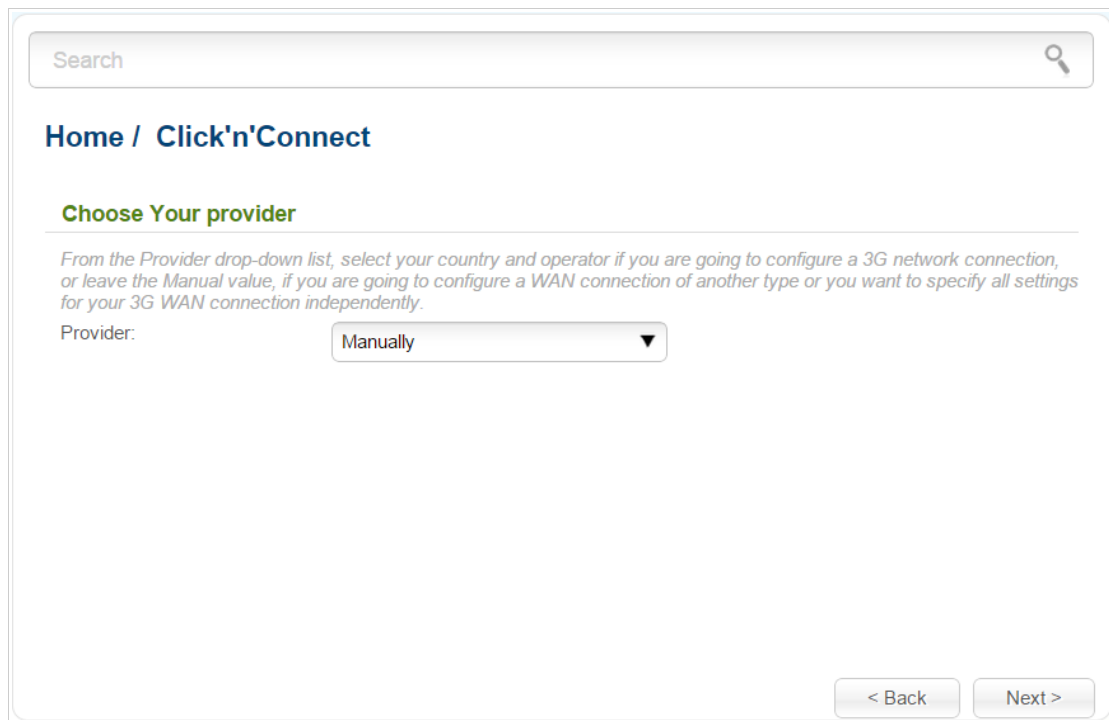 Search
Home / Click'n'Connect
Choose Your provider
From the Provider drop-down list, select your country and operator if you are going to configure a 3G network connection,
or leave the Manual value, if you are going to configure a WAN connection of another type or you want to specify all settings
for your 3G WAN connection independently.
Provider:
Manually
< Back
Next >